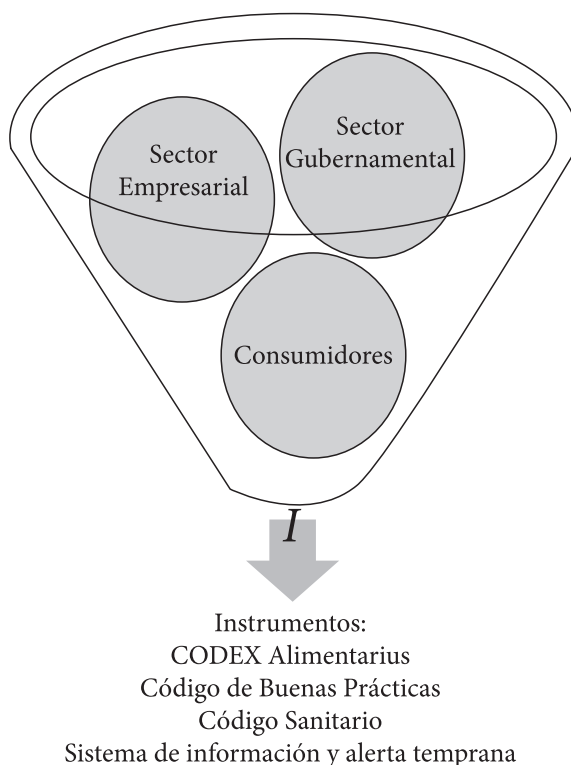 Sector
Empresarial
Sector
Gubernamental
Consumidores
I
Instrumentos:
CODEX Alimentarius
Código de Buenas Prácticas
Código Sanitario
Sistema de información y alerta temprana